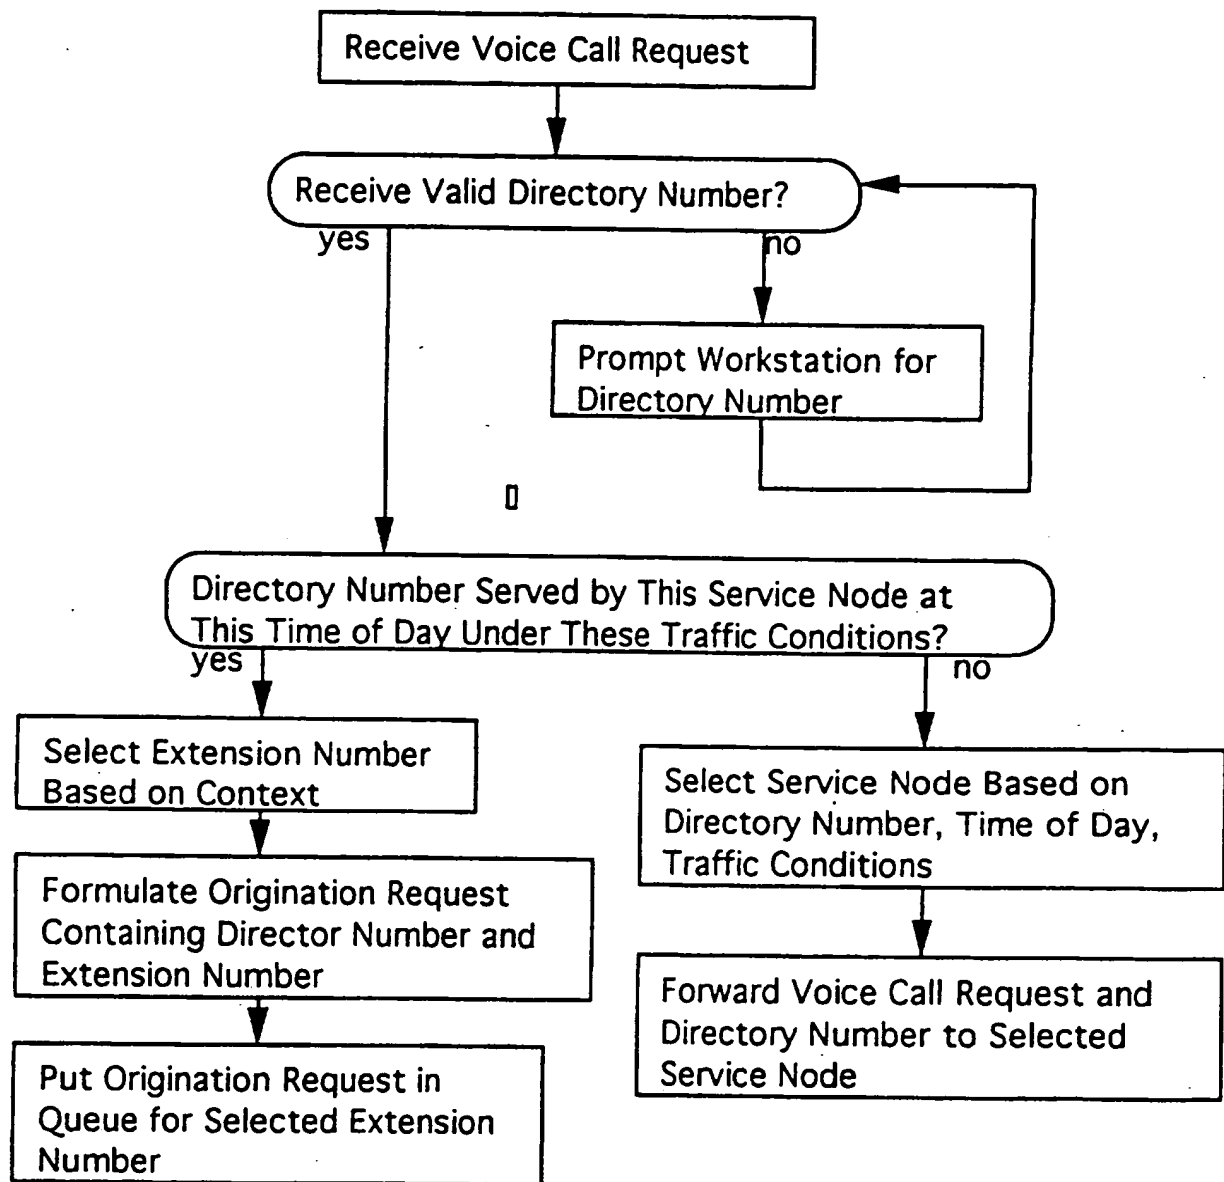 Receive Voice Call Request
Receive Valid Directory Number?
yes
no
Prompt Workstation for
Directory Number
Directory Number Served by This Service Node at
This Time of Day Under These Traffic Conditions?
yes
no
Select Extension Number
Based on Context
Formulate Origination Request
Containing Director Number and
Extension Number
Put Origination Request in
Queue for Selected Extension
Number
Select Service Node Based on
Directory Number, Time of Day,
Traffic Conditions
Forward Voice Call Request and
Directory Number to Selected
Service Node